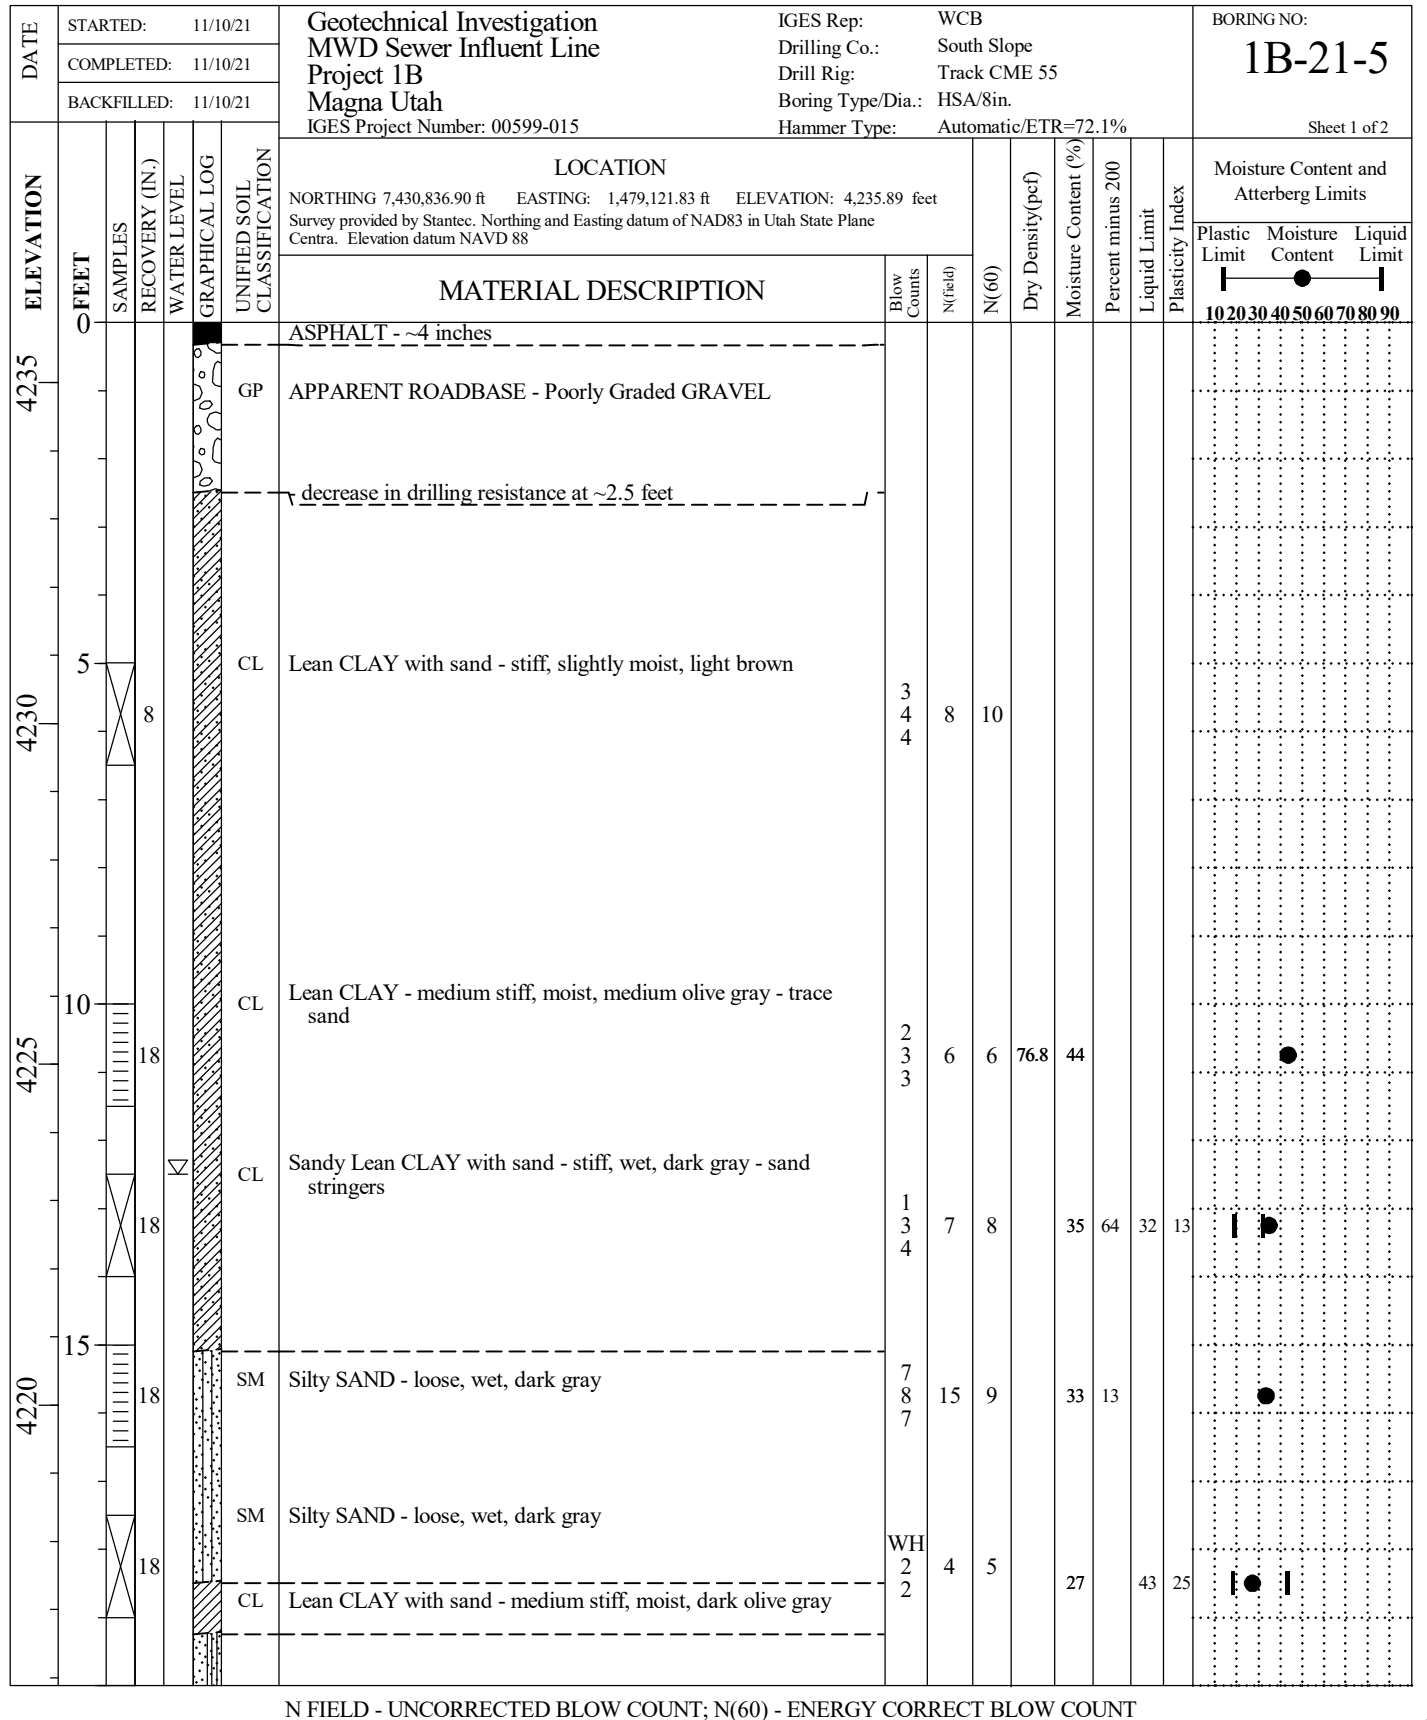 DATE
STARTED: 11/10/21
COMPLETED: 11/10/21
BACKFILLED: 11/10/21
Geotechnical Investigation
MWD Sewer Influent Line
Project 1B
Magna Utah
IGES Project Number: 00599-015
IGES Rep: WCB
Drilling Co.: South Slope
Drill Rig: Track CME 55
Boring Type/Dia.: HSA/8in.
Hammer Type: Automatic/ETR=72.1%
BORING NO:
1B-21-5
Sheet 1 of 2
ELEVATION
FEET
SAMPLES
RECOVERY (IN.)
WATER LEVEL
GRAPHICAL LOG
UNIFIED SOIL
CLASSIFICATION
LOCATION
NORTHING 7,430,836.90 ft EASTING: 1,479,121.83 ft ELEVATION: 4,235.89 feet
Survey provided by Stantec. Northing and Easting datum of NAD83 in Utah State Plane
Centra. Elevation datum NAVD 88
MATERIAL DESCRIPTION
Blow
Counts
N(field)
N(60)
Dry Density(pcf)
Moisture Content (%)
Percent minus 200
Liquid Limit
Plasticity Index
Moisture Content and
Atterberg Limits
Plastic Moisture Liquid
Limit Content Limit
10 20 30 40 50 60 70 80 90
0
ASPHALT - ~4 inches
4235
GP APPARENT ROADBASE - Poorly Graded GRAVEL
- decrease in drilling resistance at ~2.5 feet
5 CL Lean CLAY with sand - stiff, slightly moist, light brown
3
4230 8 4 8 10
4
10 CL Lean CLAY - medium stiff, moist, medium olive gray - trace
sand
2
4225 18 3 6 6 76.8 44
3
CL Sandy Lean CLAY with sand - stiff, wet, dark gray - sand
stringers
1
18 3 7 8 35 64 32 13
4
15
SM Silty SAND - loose, wet, dark gray
7
4220 18 8 15 9 33 13
7
SM Silty SAND - loose, wet, dark gray
WH
18 2 4 5
2 27 43 25
CL Lean CLAY with sand - medium stiff, moist, dark olive gray
N FIELD - UNCORRECTED BLOW COUNT; N(60) - ENERGY CORRECT BLOW COUNT